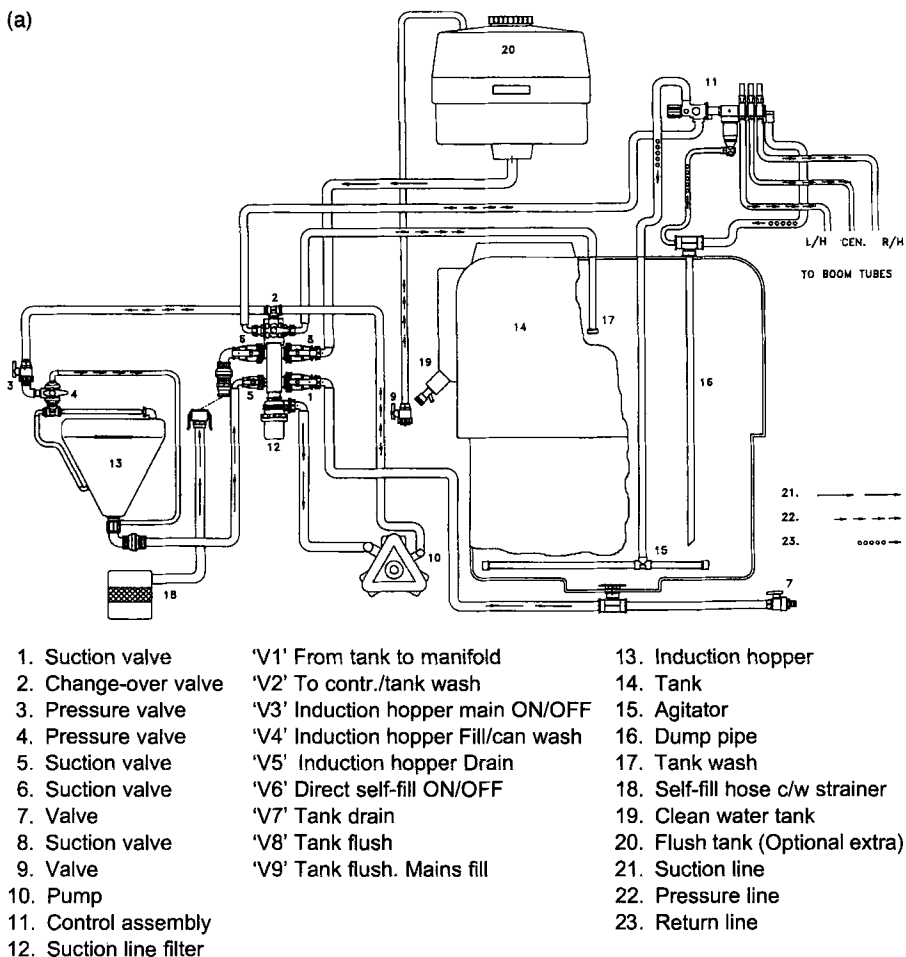 (a)
20
11
L/H CEN. R/H
TO BOOM TUBES
2
14
17
19
3
4
6
8
5
1
9
16
12
13
21.
22.
23.
10
15
18
7
1. Suction valve 'V1' From tank to manifold 13. Induction hopper
2. Change-over valve 'V2' To contr./tank wash 14. Tank
3. Pressure valve 'V3' Induction hopper main ON/OFF 15. Agitator
4. Pressure valve 'V4' Induction hopper Fill/can wash 16. Dump pipe
5. Suction valve 'V5' Induction hopper Drain 17. Tank wash
6. Suction valve 'V6' Direct self-fill ON/OFF 18. Self-fill hose c/w strainer
7. Valve 'V7' Tank drain 19. Clean water tank
8. Suction valve 'V8' Tank flush 20. Flush tank (Optional extra)
9. Valve 'V9' Tank flush. Mains fill 21. Suction line
10. Pump 22. Pressure line
11. Control assembly 23. Return line
12. Suction line filter